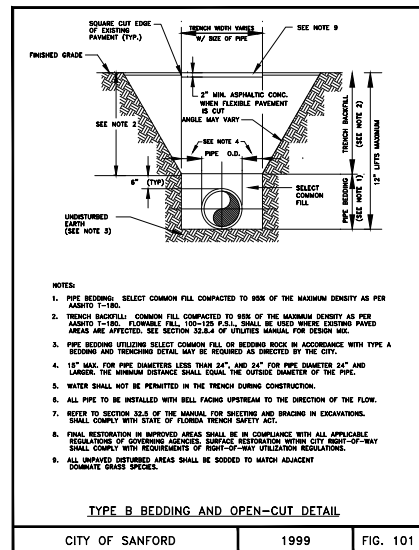 SQUARE CUT EDGE
OF EXISTING
PAVMENT (TYP.)
TRENCH WIDTH VARIES
W/ SIZE OF PIPE
SEE NOTE 9
FINISHED GRADE
2" MIN. ASPHALTIC CONC.
WHEN FLEXIBLE PAVEMENT
IS CUT
ANGLE MAY VARY
SEE NOTE 2
SEE NOTE 4
PIPE O.D.
6" (TYP)
SELECT
COMMON
FILL
UNDISTURBED
EARTH
(SEE NOTE 3)
TRENCH BACKFILL
(SEE NOTE 2)
PIPE BEDDING
(SEE NOTE 1)
12" LIFTS MAXIMUM
NOTES:
1. PIPE BEDDING: SELECT COMMON FILL COMPACTED TO 95% OF THE MAXIMUM DENSITY AS PER
AASHTO T-180.
2. TRENCH BACKFILL: COMMON FILL COMPACTED TO 95% OF THE MAXIMUM DENSITY AS PER
AASHTO T-180. FLOWABLE FILL, 100-125 P.S.I., SHALL BE USED WHERE EXISTING PAVED
AREAS ARE AFFECTED. SEE SECTION 32.8.4 OF UTILITIES MANUAL FOR DESIGN MIX.
3. PIPE BEDDING UTILIZING SELECT COMMON FILL OR BEDDING ROCK IN ACCORDANCE WITH TYPE A
BEDDING AND TRENCHING DETAIL MAY BE REQUIRED AS DIRECTED BY THE CITY.
4. 15" MAX. FOR PIPE DIAMETERS LESS THAN 24", AND 24" FOR PIPE DIAMETER 24" AND
LARGER. THE MINIMUM DISTANCE SHALL EQUAL THE OUTSIDE DIAMETER OF THE PIPE.
5. WATER SHALL NOT BE PERMITTED IN THE TRENCH DURING CONSTRUCTION.
6. ALL PIPE TO BE INSTALLED WITH BELL FACING UPSTREAM TO THE DIRECTION OF THE FLOW.
7. REFER TO SECTION 32.5 OF THE MANUAL FOR SHEETING AND BRACING IN EXCAVATIONS.
SHALL COMPLY WITH STATE OF FLORIDA TRENCH SAFETY ACT.
8. FINAL RESTORATION IN IMPROVED AREAS SHALL BE IN COMPLIANCE WITH ALL APPLICABLE
REGULATIONS OF GOVERNING AGENCIES. SURFACE RESTORATION WITHIN CITY RIGHT-OF-WAY
SHALL COMPLY WITH REQUIREMENTS OF RIGHT-OF-WAY UTILIZATION REGULATIONS.
9. ALL UNPAVED DISTURBED AREAS SHALL BE SODDED TO MATCH ADJACENT
DOMINATE GRASS SPECIES.
TYPE B BEDDING AND OPEN-CUT DETAIL
CITY OF SANFORD
1999
FIG. 101